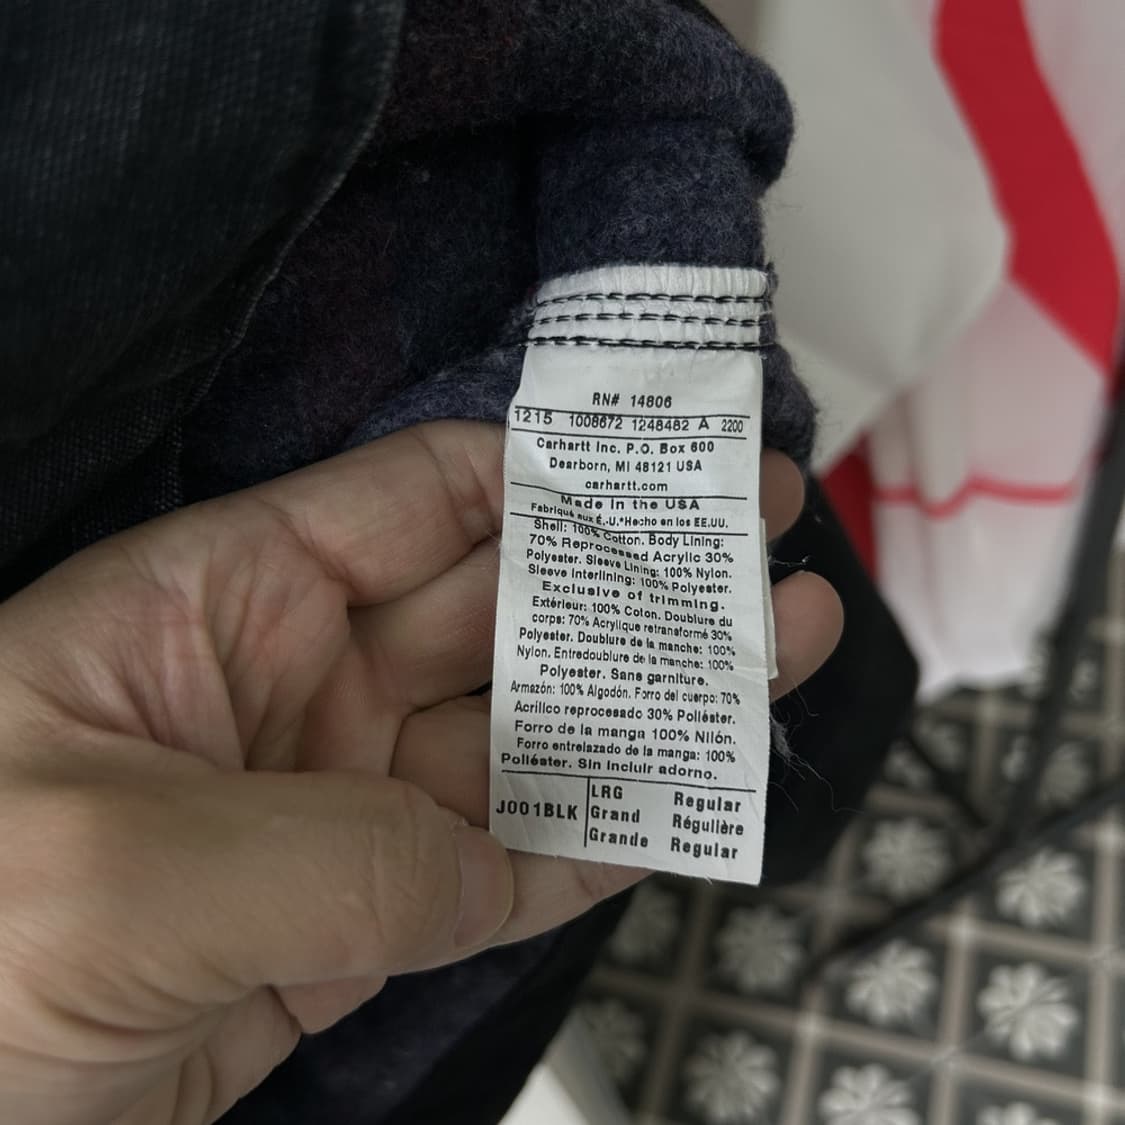 RN# 14806
1215 1008672 1248482 A 2200
Carhartt Inc. P.O. Box 600
Dearborn, MI 48121 USA
carhartt.com
Made in the USA
Fabriqué aux É.-U.*Hecho en los EE.UU.
Shell: 100% Cotton. Body Lining:
70% Reprocessed Acrylic 30%
Polyester. Sleeve Lining: 100% Nylon.
Sleeve Interlining: 100% Polyester.
Exclusive of trimming.
Extérieur: 100% Coton. Doublure du
corps: 70% Acrylique retransformé 30%
Polyester. Doublure de la manche: 100%
Nylon. Entredoublure de la manche: 100%
Polyester. Sans garniture.
Armazón: 100% Algodón. Forro del cuerpo: 70%
Acrílico reprocesado 30% Poliéster.
Forro de la manga 100% Nilón.
Forro entrelazado de la manga: 100%
Poliéster. Sin incluir adorno.
J001BLK
LRG Regular
Grand Régulière
Grande Regular